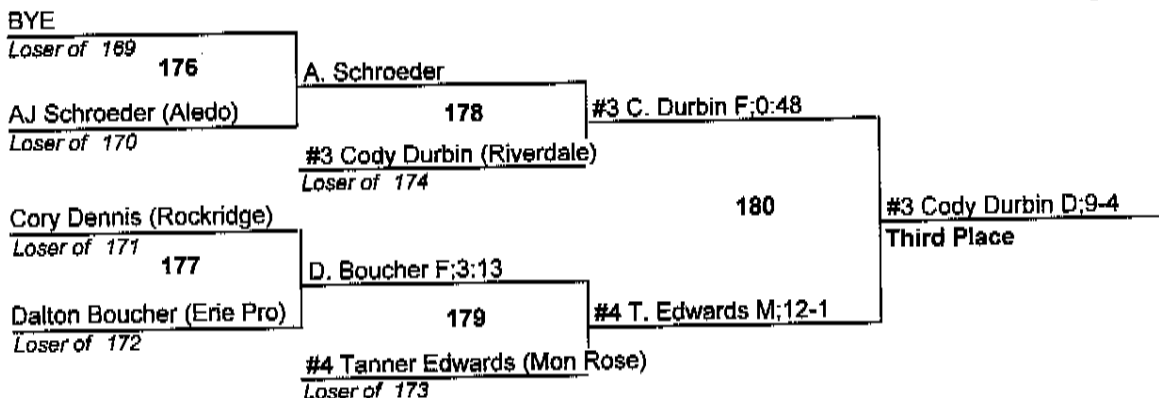 BYE
Loser of 169
176
AJ Schroeder (Aledo)
Loser of 170
A. Schroeder
178
#3 Cody Durbin (Riverdale)
Loser of 174
#3 C. Durbin F;0:48
Cory Dennis (Rockridge)
Loser of 171
177
Dalton Boucher (Erie Pro)
Loser of 172
D. Boucher F;3:13
179
#4 Tanner Edwards (Mon Rose)
Loser of 173
#4 T. Edwards M;12-1
180
#3 Cody Durbin D;9-4
Third Place